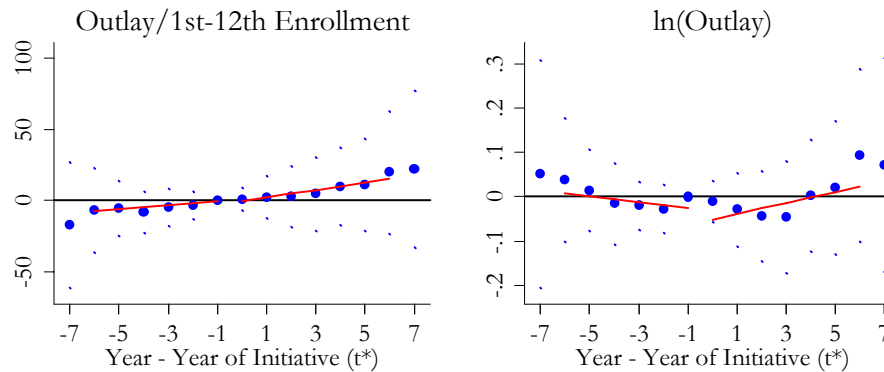 Outlay/1st-12th Enrollment
100
50
0
-50
-7 -5 -3 -1 1 3 5 7
Year - Year of Initiative (t*)
ln(Outlay)
.3
.2
.1
0
-.1
-.2
-7 -5 -3 -1 1 3 5 7
Year - Year of Initiative (t*)